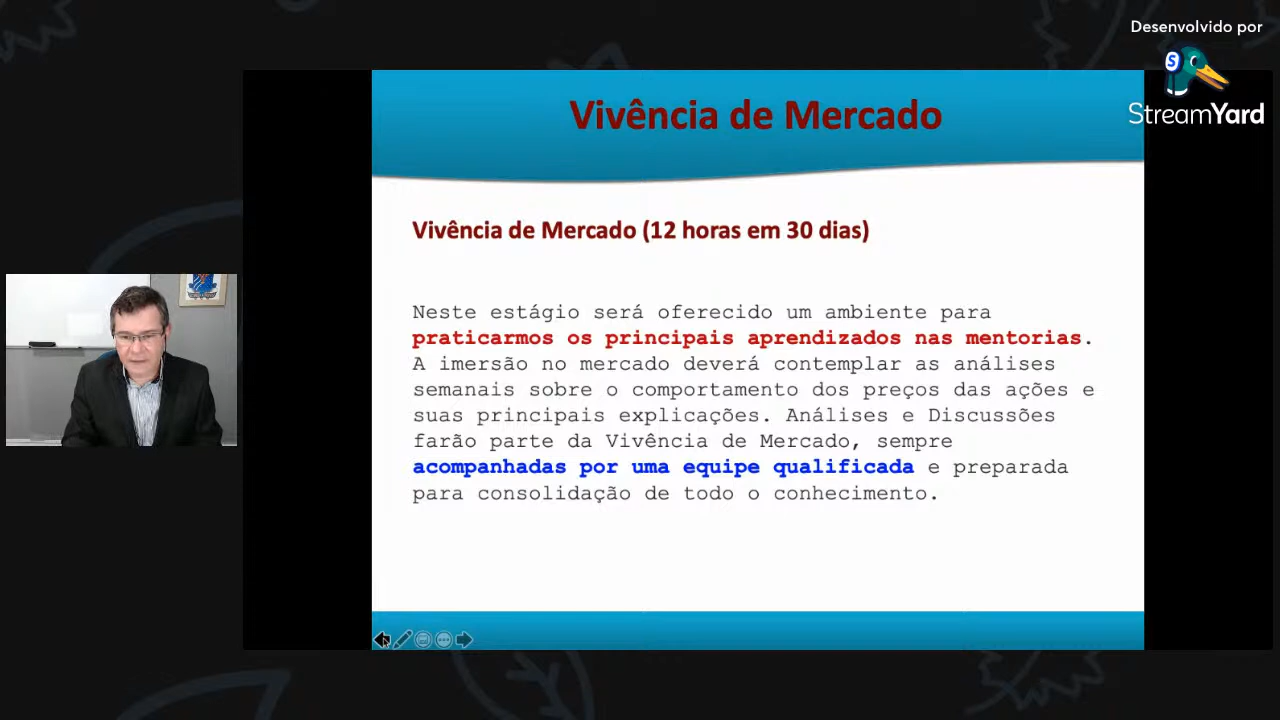 Desenvolvido por
StreamYard
Vivência de Mercado
Vivência de Mercado (12 horas em 30 dias)
Neste estágio será oferecido um ambiente para
praticarmos os principais aprendizados nas mentorias.
A imersão no mercado deverá contemplar as análises
semanais sobre o comportamento dos preços das ações e
suas principais explicações. Análises e Discussões
farão parte da Vivência de Mercado, sempre
acompanhadas por uma equipe qualificada e preparada
para consolidação de todo o conhecimento.